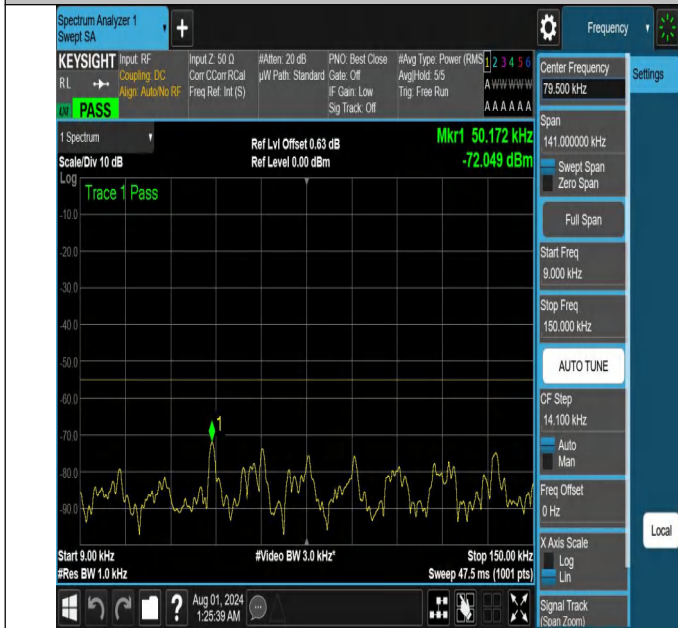 Spectrum Analyzer 1
Swept SA
+
Frequency
KEYSIGHT
Input: RF
Coupling: DC
Align: Auto/No RF
Input Z: 50 Ω
Corr CCorr RCal
Freq Ref: Int (S)
#Atten: 20 dB
µW Path: Standard
PNO: Best Close
Gate: Off
IF Gain: Low
Sig Track: Off
#Avg Type: Power (RMS
Avg|Hold: 5/5
Trig: Free Run
1 2 3 4 5 6
A W W W W W
A A A A A A
RL
LXI
PASS
1 Spectrum
Scale/Div 10 dB
Ref Lvl Offset 0.63 dB
Ref Level 0.00 dBm
Mkr1 50.172 kHz
-72.049 dBm
Log
Trace 1 Pass
-10.0
-20.0
-30.0
-40.0
-50.0
-60.0
-70.0
-80.0
-90.0
1
Start 9.00 kHz
#Res BW 1.0 kHz
#Video BW 3.0 kHz*
Stop 150.00 kHz
Sweep 47.5 ms (1001 pts)
?
Aug 01, 2024
1:25:39 AM
Center Frequency
79.500 kHz
Settings
Span
141.000000 kHz
Swept Span
Zero Span
Full Span
Start Freq
9.000 kHz
Stop Freq
150.000 kHz
AUTO TUNE
CF Step
14.100 kHz
Auto
Man
Freq Offset
0 Hz
Local
X Axis Scale
Log
Lin
Signal Track
(Span Zoom)